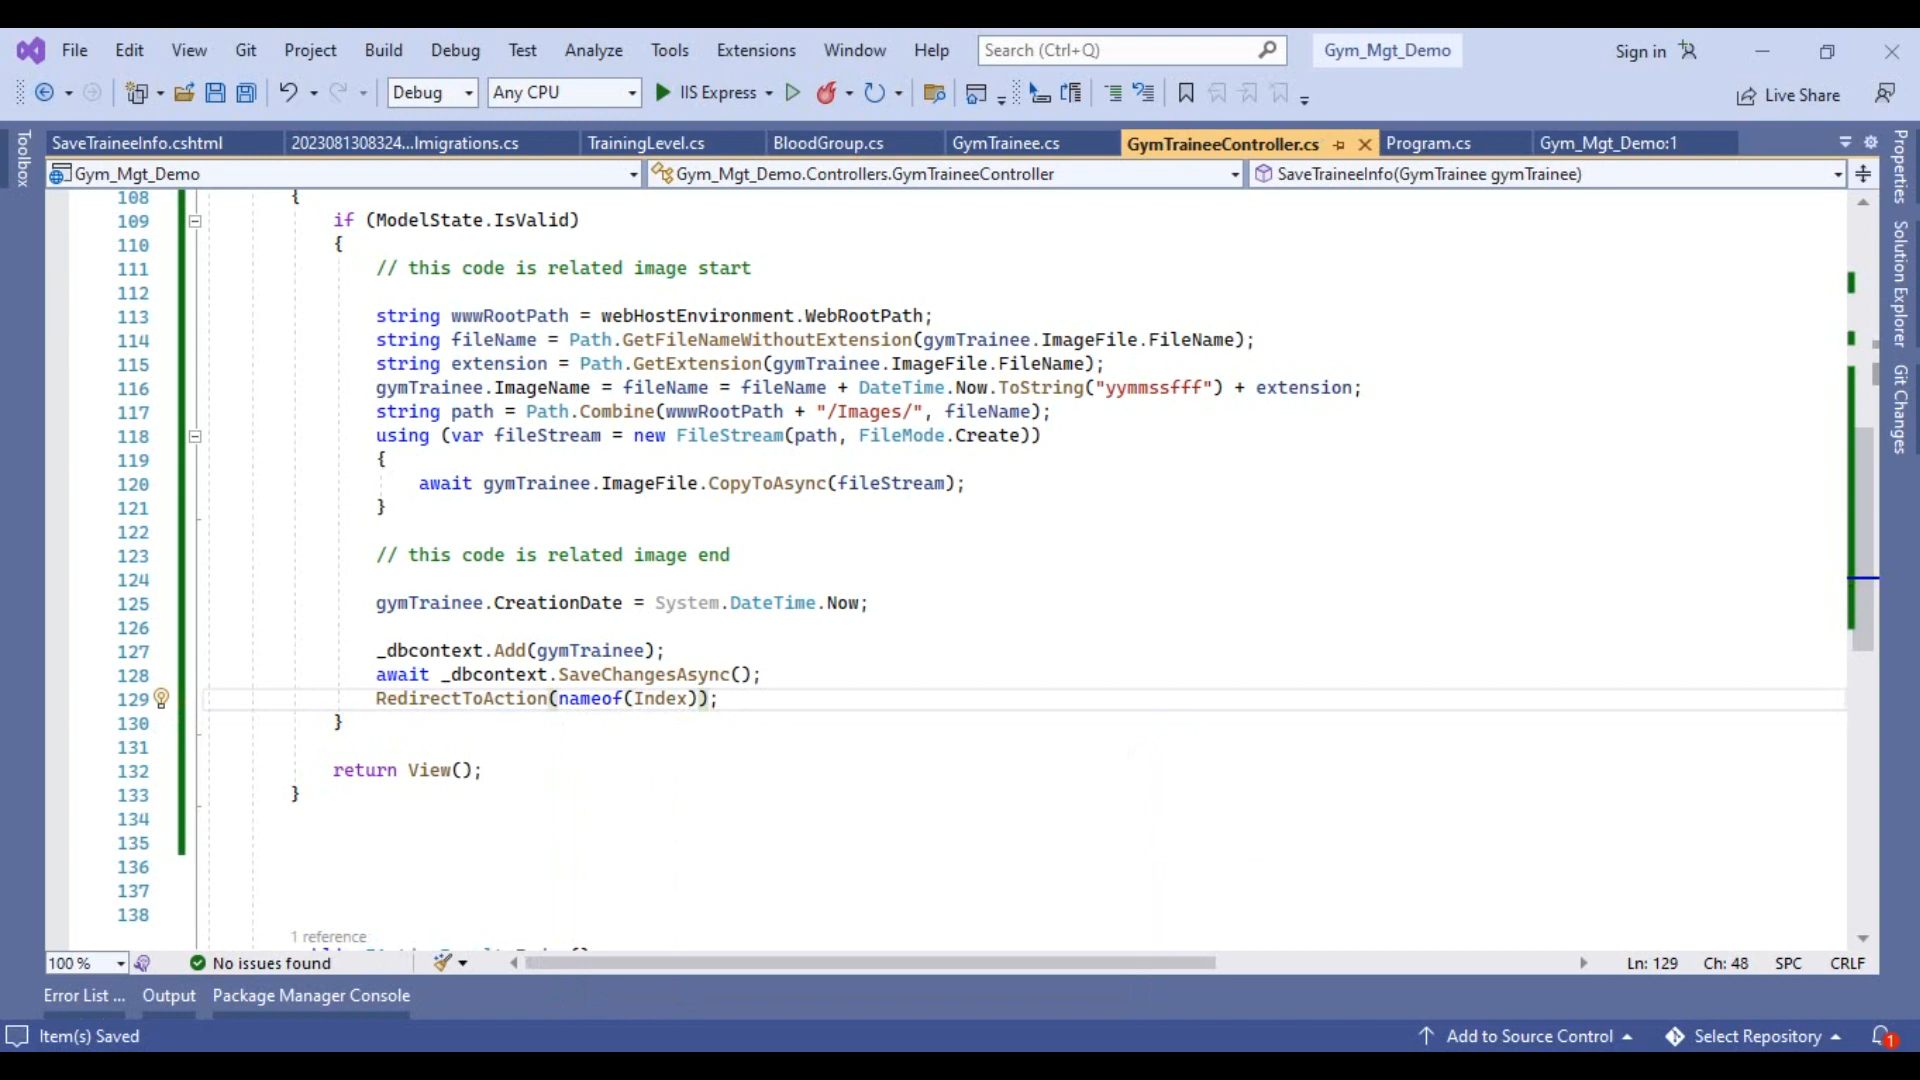 File Edit View Git Project Build Debug Test Analyze Tools Extensions Window Help Search (Ctrl+Q) Gym_Mgt_Demo Sign in
Debug Any CPU IIS Express Live Share
SaveTraineeInfo.cshtml 2023081308324...Imigrations.cs TrainingLevel.cs BloodGroup.cs GymTrainee.cs GymTraineeController.cs Program.cs Gym_Mgt_Demo:1
Gym_Mgt_Demo Gym_Mgt_Demo.Controllers.GymTraineeController SaveTraineeInfo(GymTrainee gymTrainee)
Toolbox
Properties
Solution Explorer
Git Changes
108 {
109 if (ModelState.IsValid)
110 {
111 // this code is related image start
112
113 string wwwRootPath = webHostEnvironment.WebRootPath;
114 string fileName = Path.GetFileNameWithoutExtension(gymTrainee.ImageFile.FileName);
115 string extension = Path.GetExtension(gymTrainee.ImageFile.FileName);
116 gymTrainee.ImageName = fileName = fileName + DateTime.Now.ToString("yymmssfff") + extension;
117 string path = Path.Combine(wwwRootPath + "/Images/", fileName);
118 using (var fileStream = new FileStream(path, FileMode.Create))
119 {
120 await gymTrainee.ImageFile.CopyToAsync(fileStream);
121 }
122
123 // this code is related image end
124
125 gymTrainee.CreationDate = System.DateTime.Now;
126
127 _dbcontext.Add(gymTrainee);
128 await _dbcontext.SaveChangesAsync();
129 RedirectToAction(nameof(Index));
130 }
131
132 return View();
133 }
134
135
136
137
138
1 reference
100 % No issues found Ln: 129 Ch: 48 SPC CRLF
Error List ... Output Package Manager Console
Item(s) Saved Add to Source Control Select Repository 1